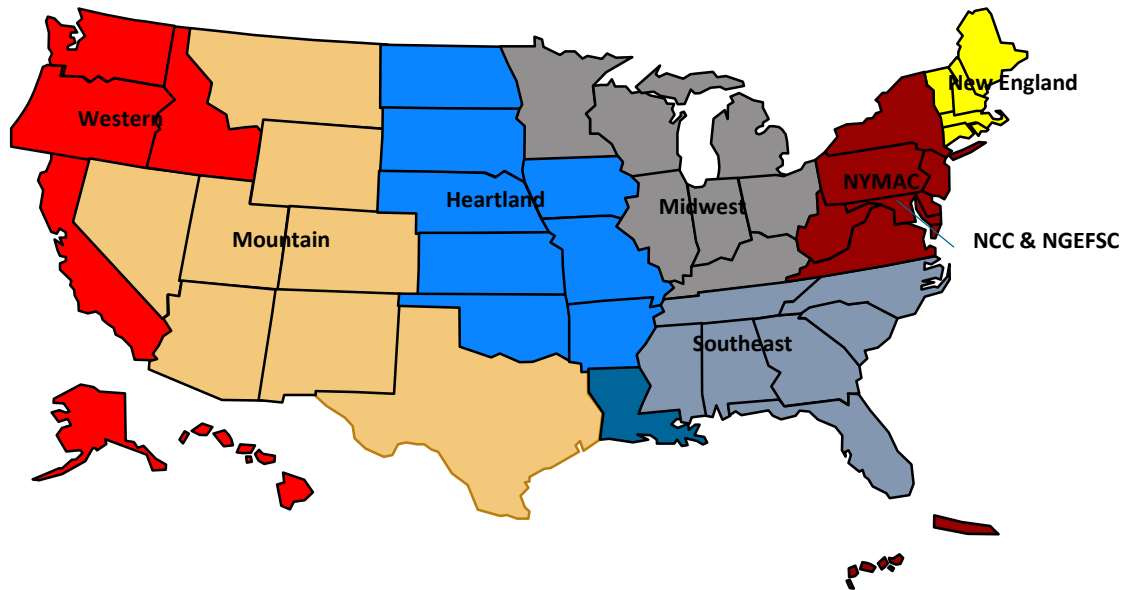 New England
Western
NYMAC
Heartland
Midwest
Mountain
NCC & NGEFSC
Southeast